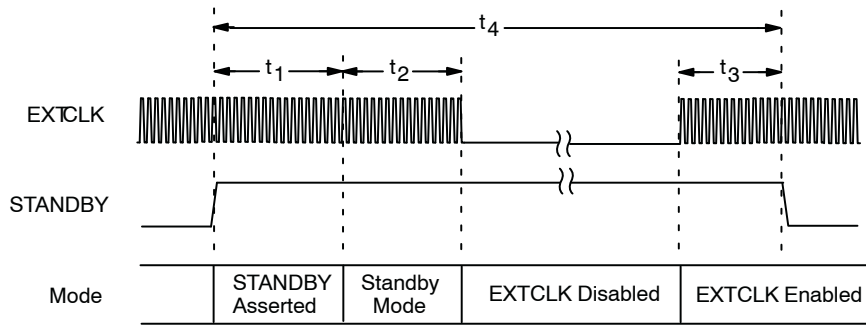 t4
t1
t2
t3
EXTCLK
STANDBY
Mode
STANDBY
Asserted
Standby
Mode
EXTCLK Disabled
EXTCLK Enabled